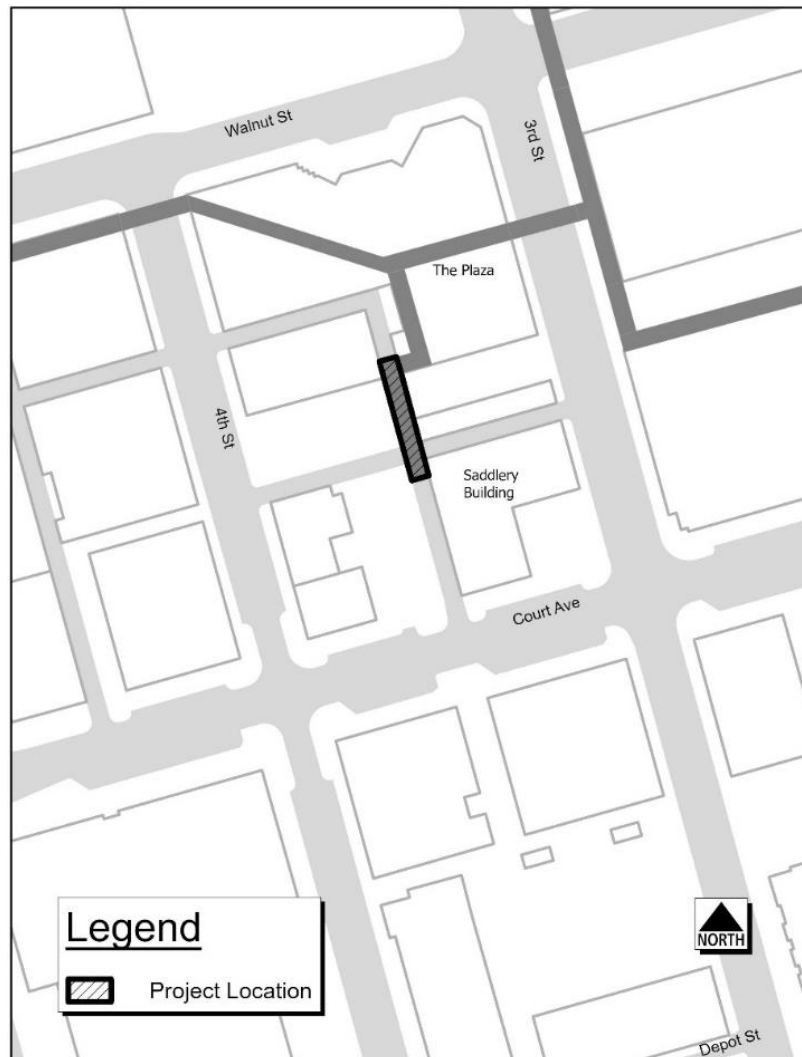 Walnut St
3rd St
The Plaza
4th St
Saddlery
Building
Court Ave
Legend
Project Location
NORTH
Depot St